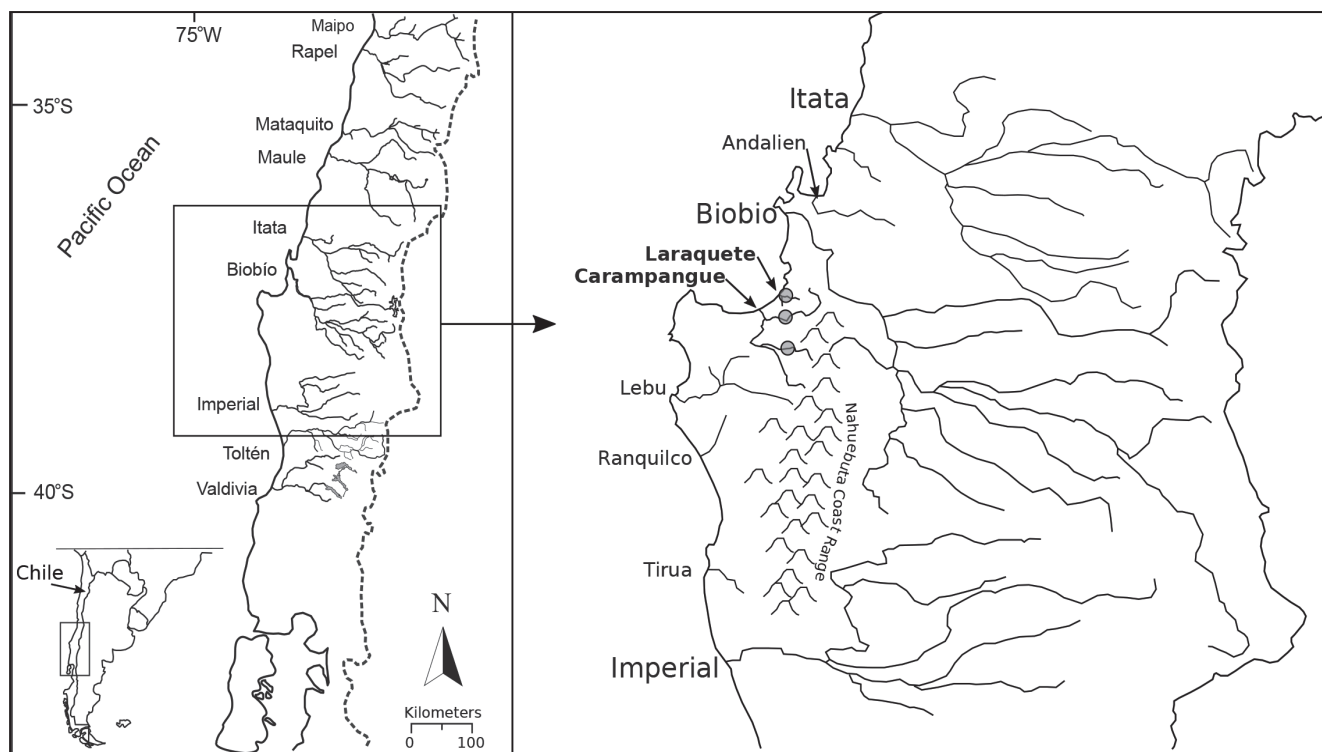 75°W
Maipo
Rapel
35°S
Mataquito
Maule
Pacific Ocean
Itata
Biobío
Imperial
Toltén
40°S
Valdivia
Chile
N
Kilometers
0 100
Itata
Andalien
Biobio
Laraquete
Carampangue
Lebu
Nahuebuta Coast Range
Ranquilco
Tirua
Imperial